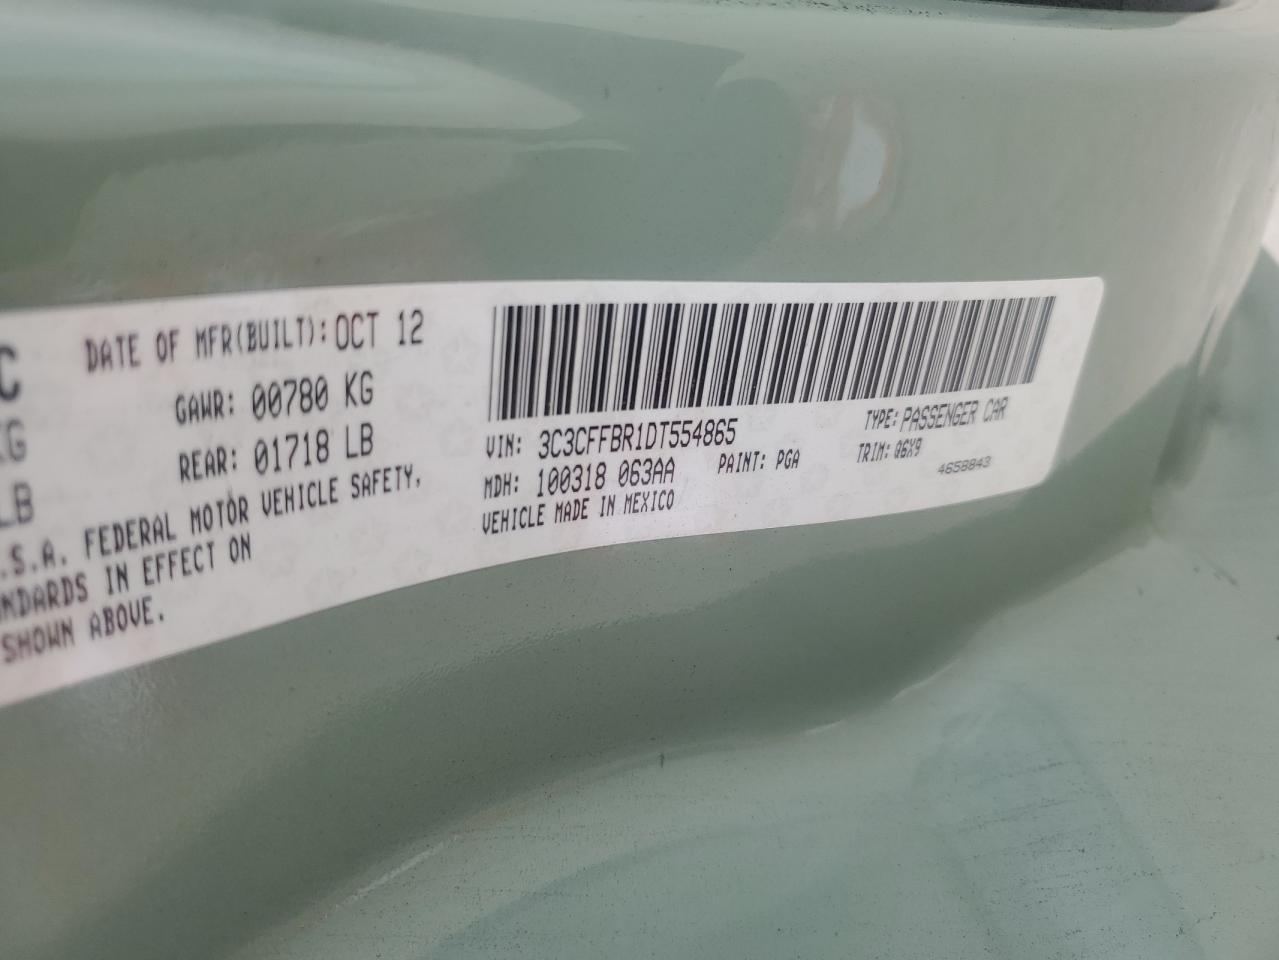 C
DATE OF MFR(BUILT): OCT 12
KG
GAWR: 00780 KG
LB
REAR: 01718 LB
.S.A. FEDERAL MOTOR VEHICLE SAFETY,
NDARDS IN EFFECT ON
SHOWN ABOVE.
VIN: 3C3CFFBR1DT554865
TYPE: PASSENGER CAR
MDH: 100318 063AA
PAINT: PGA
TRIM: Q6X9
VEHICLE MADE IN MEXICO
4658843